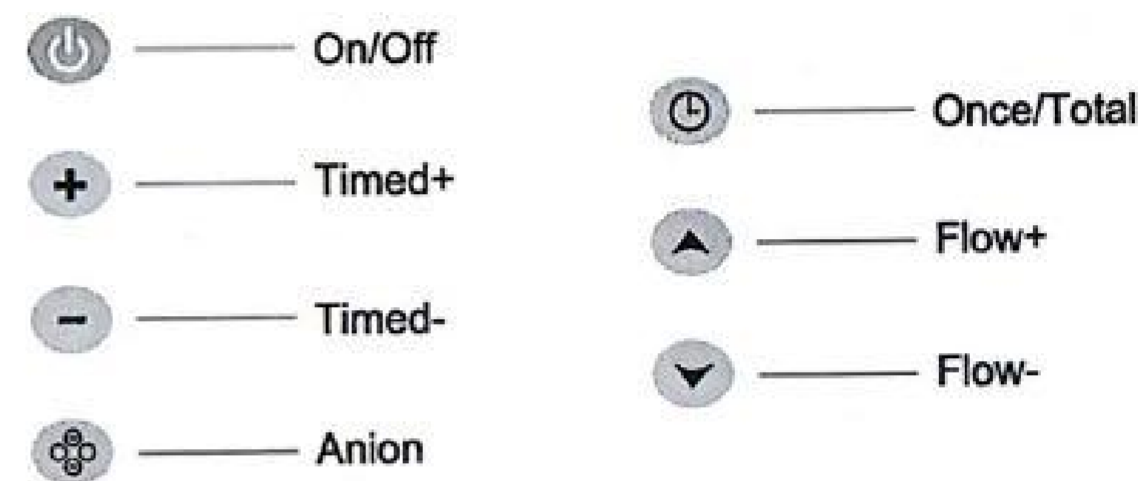 On/Off
Timed+
Timed-
Anion
Once/Total
Flow+
Flow-